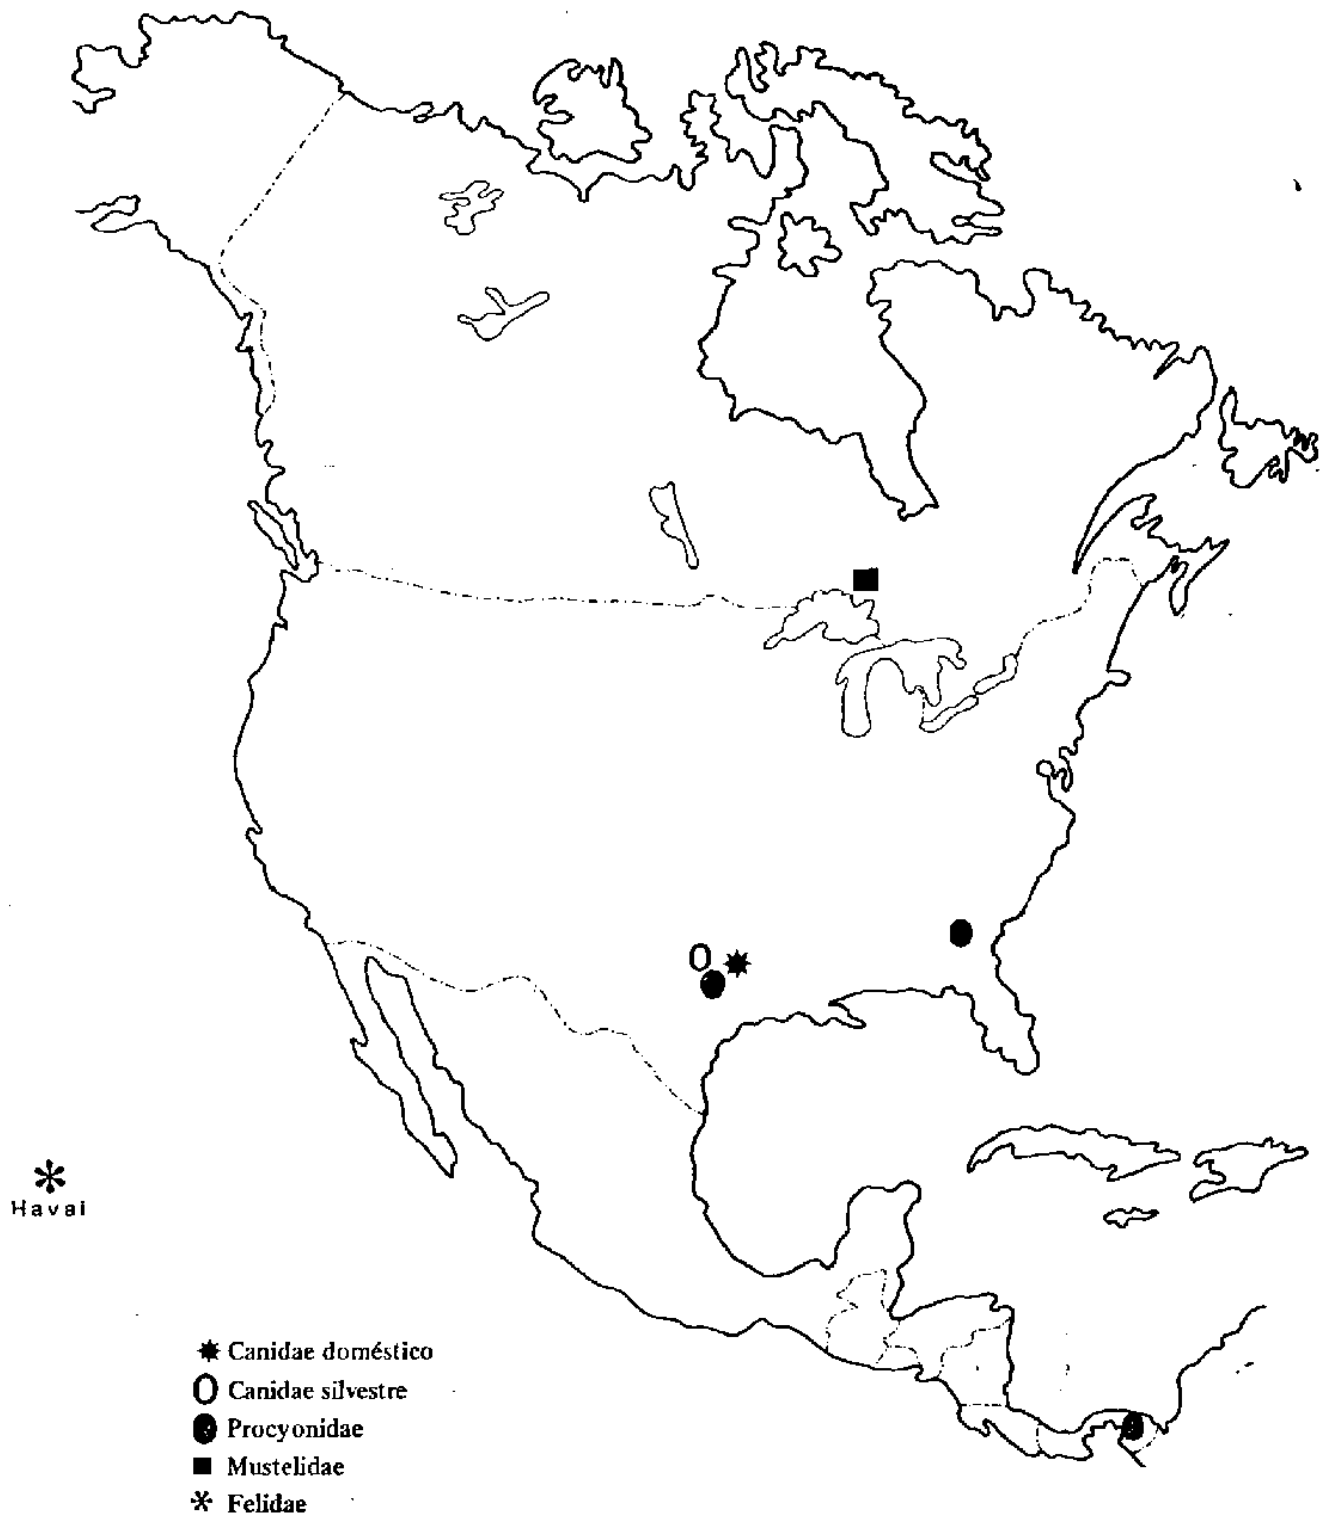 Havai
Canidae doméstico
Canidae silvestre
Procyonidae
Mustelidae
Felidae